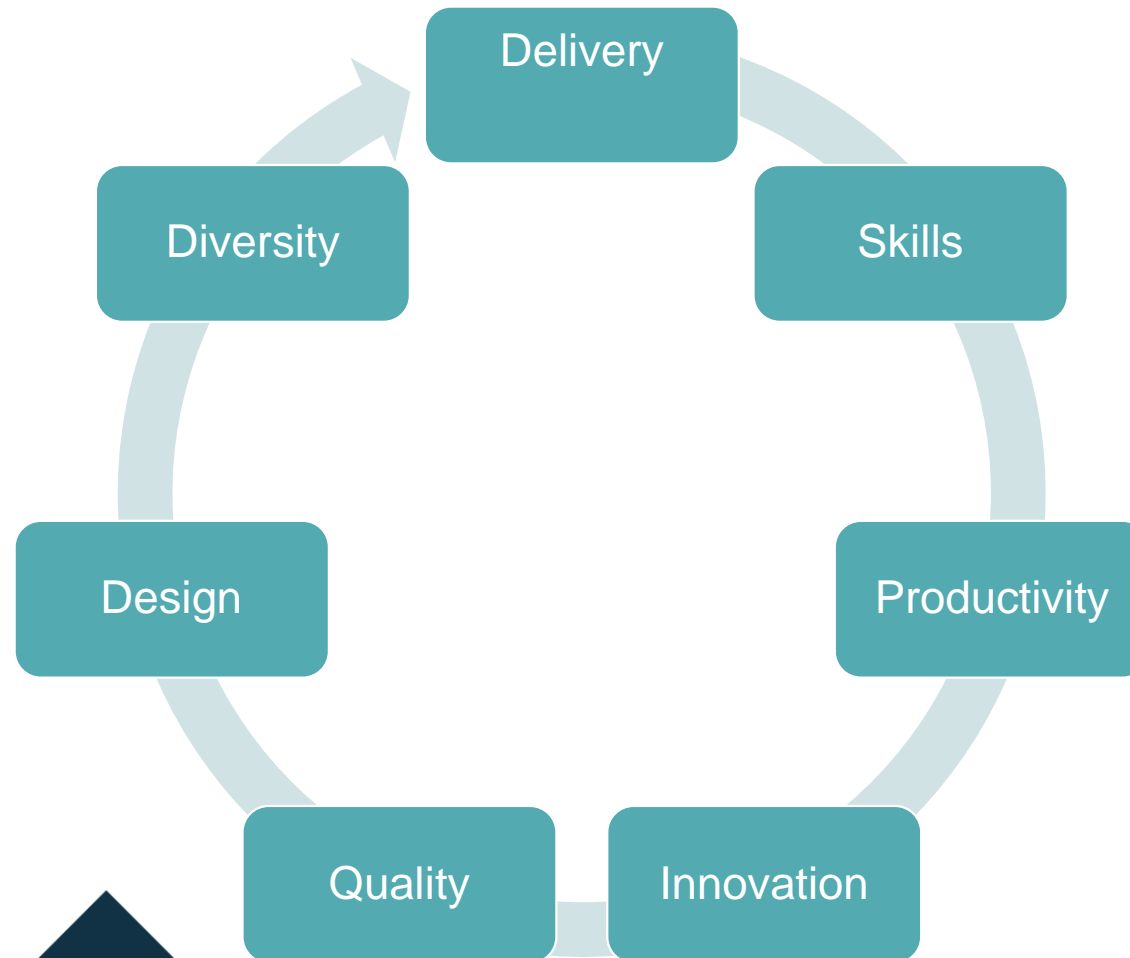 Delivery
Skills
Productivity
Innovation
Quality
Design
Diversity